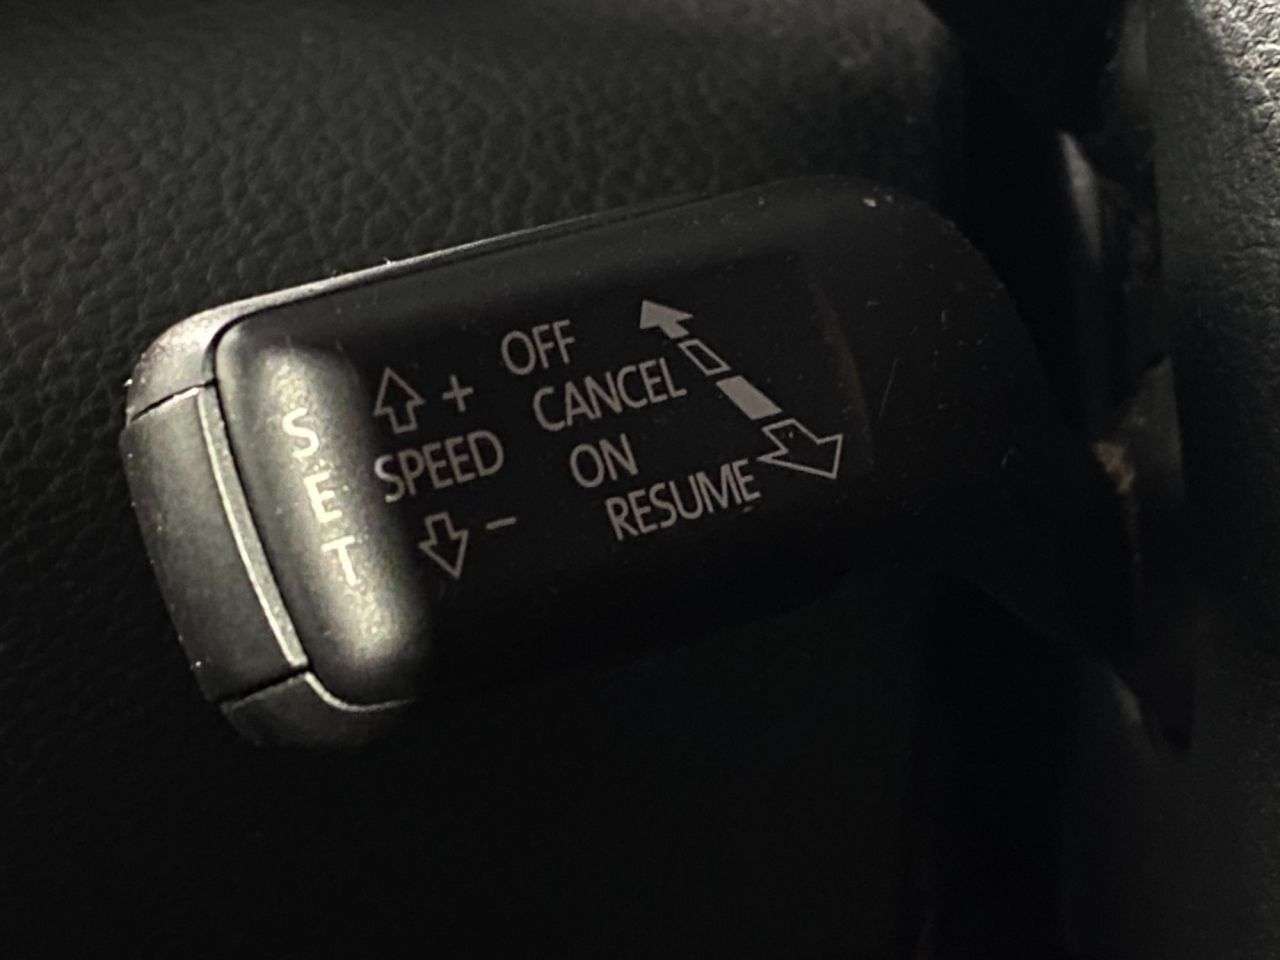 SET
+
SPEED
-
OFF
CANCEL
ON
RESUME